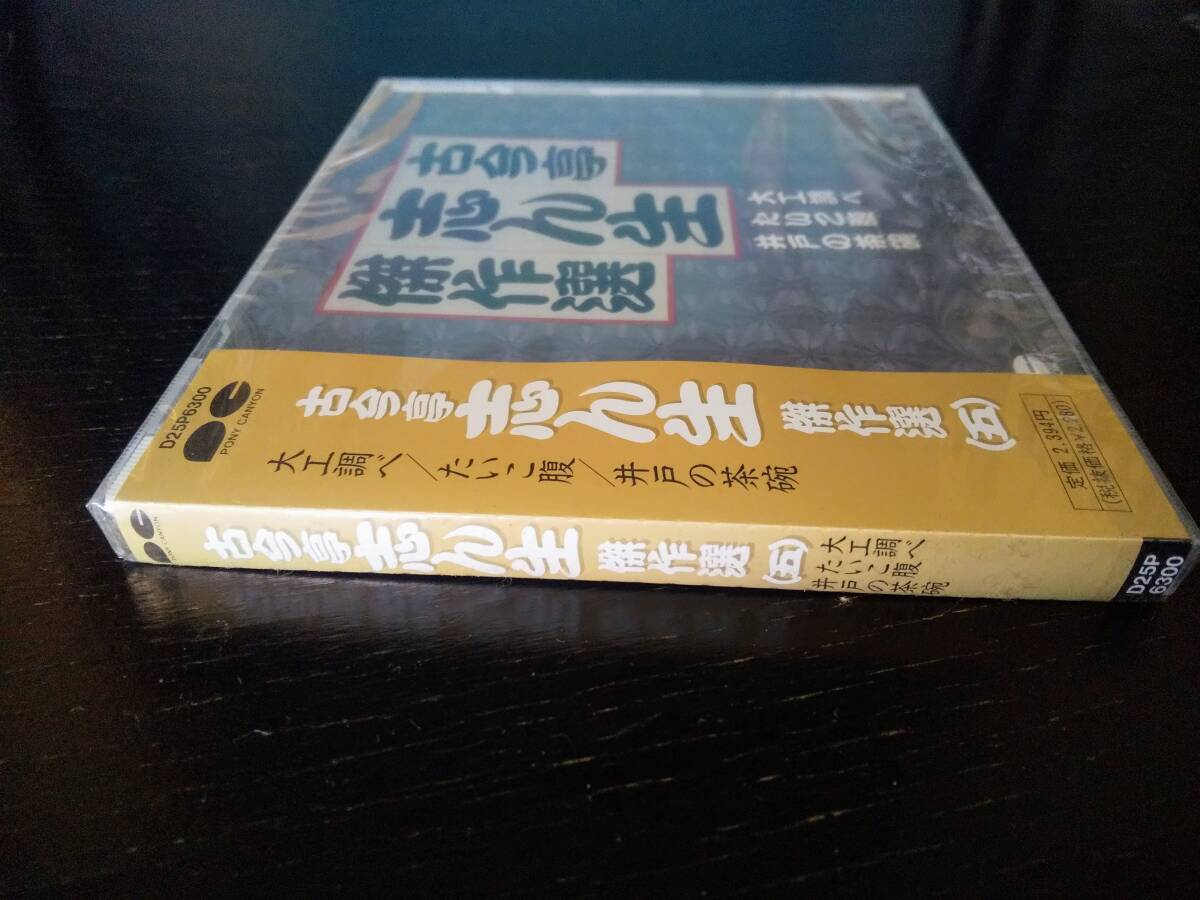 古今亭
志ん生
傑作選
大工調べ
たいこ腹
井戸の茶碗
D25P6300
PONY CANYON
古今亭志ん生 傑作選(五)
大工調べ/たいこ腹/井戸の茶碗
定価 2,394円
(税抜価格¥2,280)
PONY CANYON
古今亭志ん生 傑作選(五)
大工調べ
たいこ腹
井戸の茶碗
D25P
6300